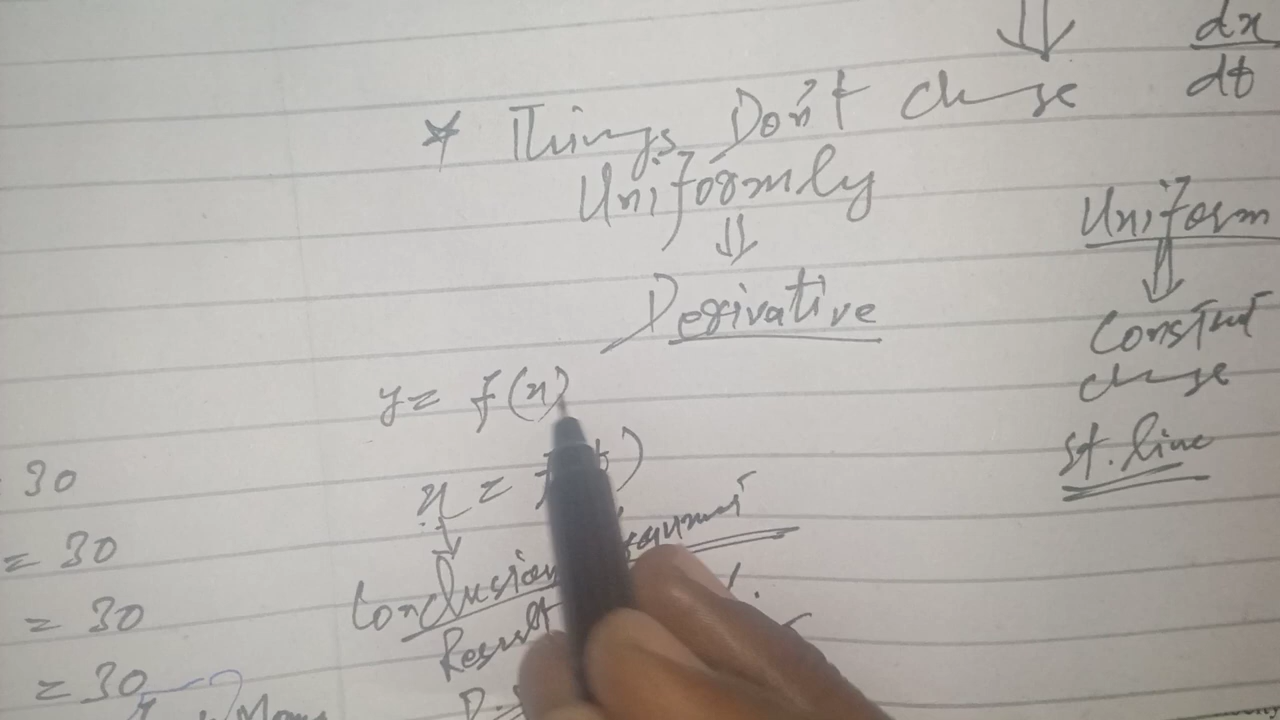 dx
dt
* Things Don't change
Uniformly
⇓
Derivative
y = f(x)
x =
Conclusion
Result
D.
Uniform
⇓
Constant
change
st. line
30
= 30
= 30
= 30